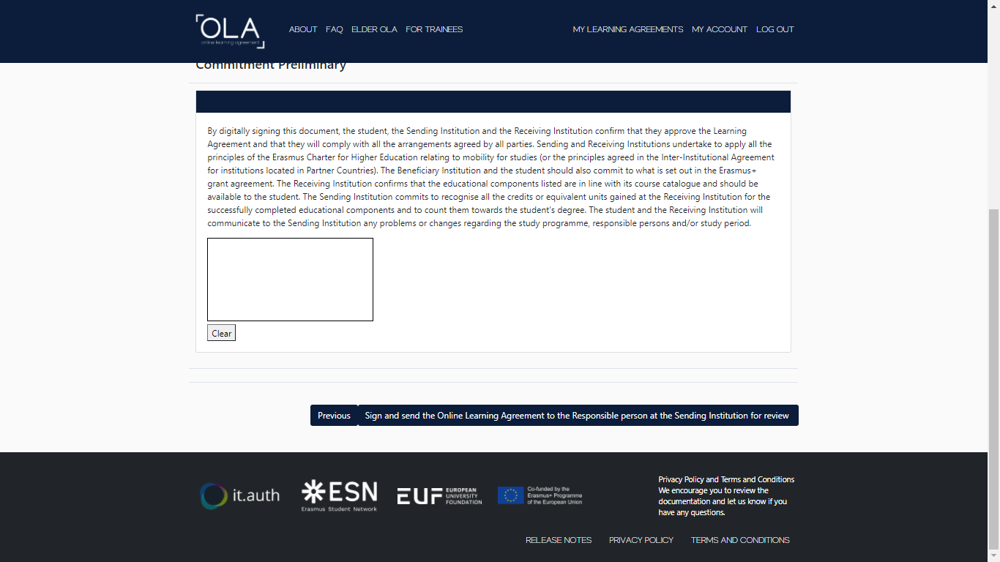 OLA
online learning agreement
ABOUT FAQ ELDER OLA FOR TRAINEES
MY LEARNING AGREEMENTS MY ACCOUNT LOG OUT
Commitment Preliminary
By digitally signing this document, the student, the Sending Institution and the Receiving Institution confirm that they approve the Learning
Agreement and that they will comply with all the arrangements agreed by all parties. Sending and Receiving Institutions undertake to apply all the
principles of the Erasmus Charter for Higher Education relating to mobility for studies (or the principles agreed in the Inter-Institutional Agreement
for institutions located in Partner Countries). The Beneficiary Institution and the student should also commit to what is set out in the Erasmus+
grant agreement. The Receiving Institution confirms that the educational components listed are in line with its course catalogue and should be
available to the student. The Sending Institution commits to recognise all the credits or equivalent units gained at the Receiving Institution for the
successfully completed educational components and to count them towards the student's degree. The student and the Receiving Institution will
communicate to the Sending Institution any problems or changes regarding the study programme, responsible persons and/or study period.
Clear
Previous
Sign and send the Online Learning Agreement to the Responsible person at the Sending Institution for review
it.auth
ESN
Erasmus Student Network
EUF
EUROPEAN
UNIVERSITY
FOUNDATION
Co-funded by the
Erasmus+ Programme
of the European Union
Privacy Policy and Terms and Conditions
We encourage you to review the
documentation and let us know if you
have any questions.
RELEASE NOTES PRIVACY POLICY TERMS AND CONDITIONS